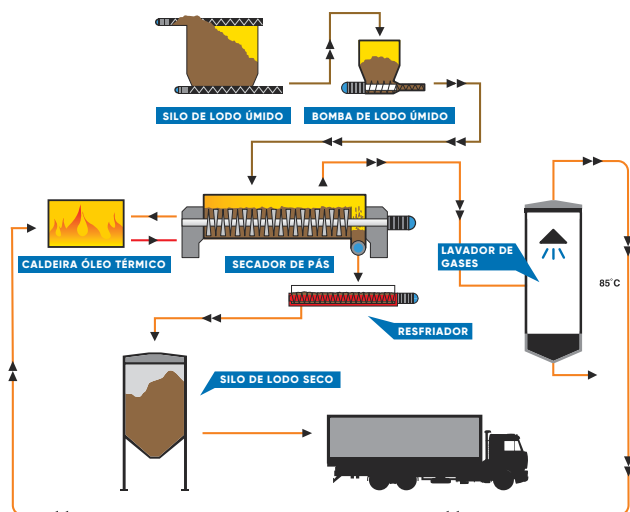 SILO DE LODO ÚMIDO
BOMBA DE LODO ÚMIDO
CALDEIRA ÓLEO TÉRMICO
SECADOR DE PÁS
LAVADOR DE
GASES
85°C
RESFRIADOR
SILO DE LODO SECO